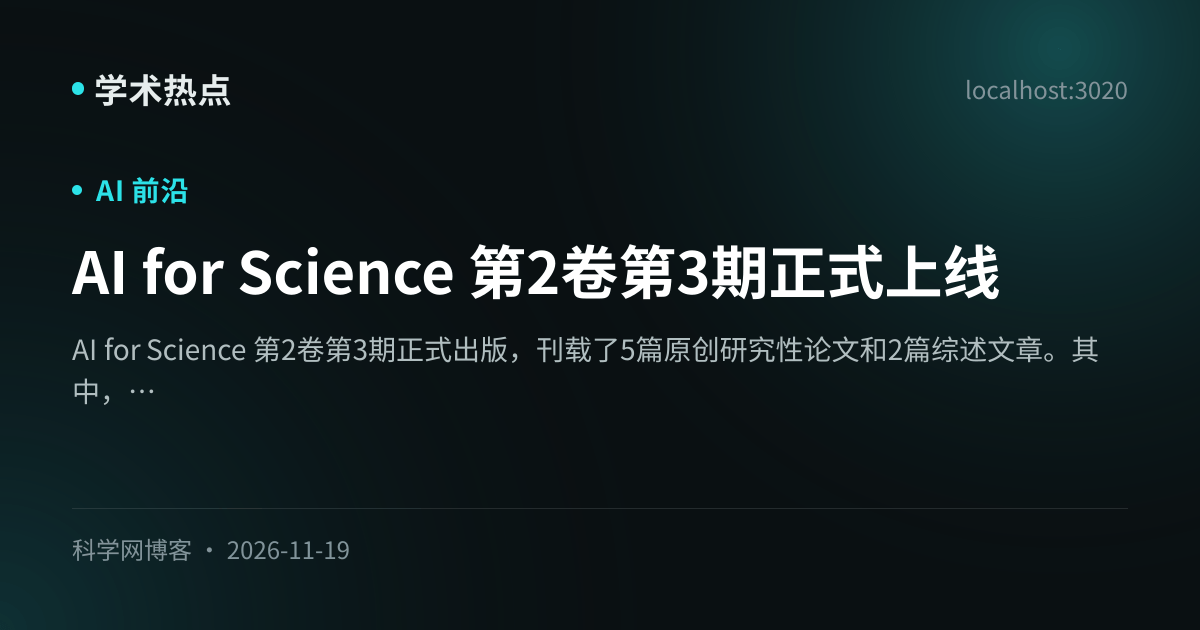 学术热点
localhost:3020
AI 前沿
AI for Science 第2卷第3期正式上线
AI for Science 第2卷第3期正式出版，刊载了5篇原创研究性论文和2篇综述文章。其
中，…
科学网博客 · 2026-11-19